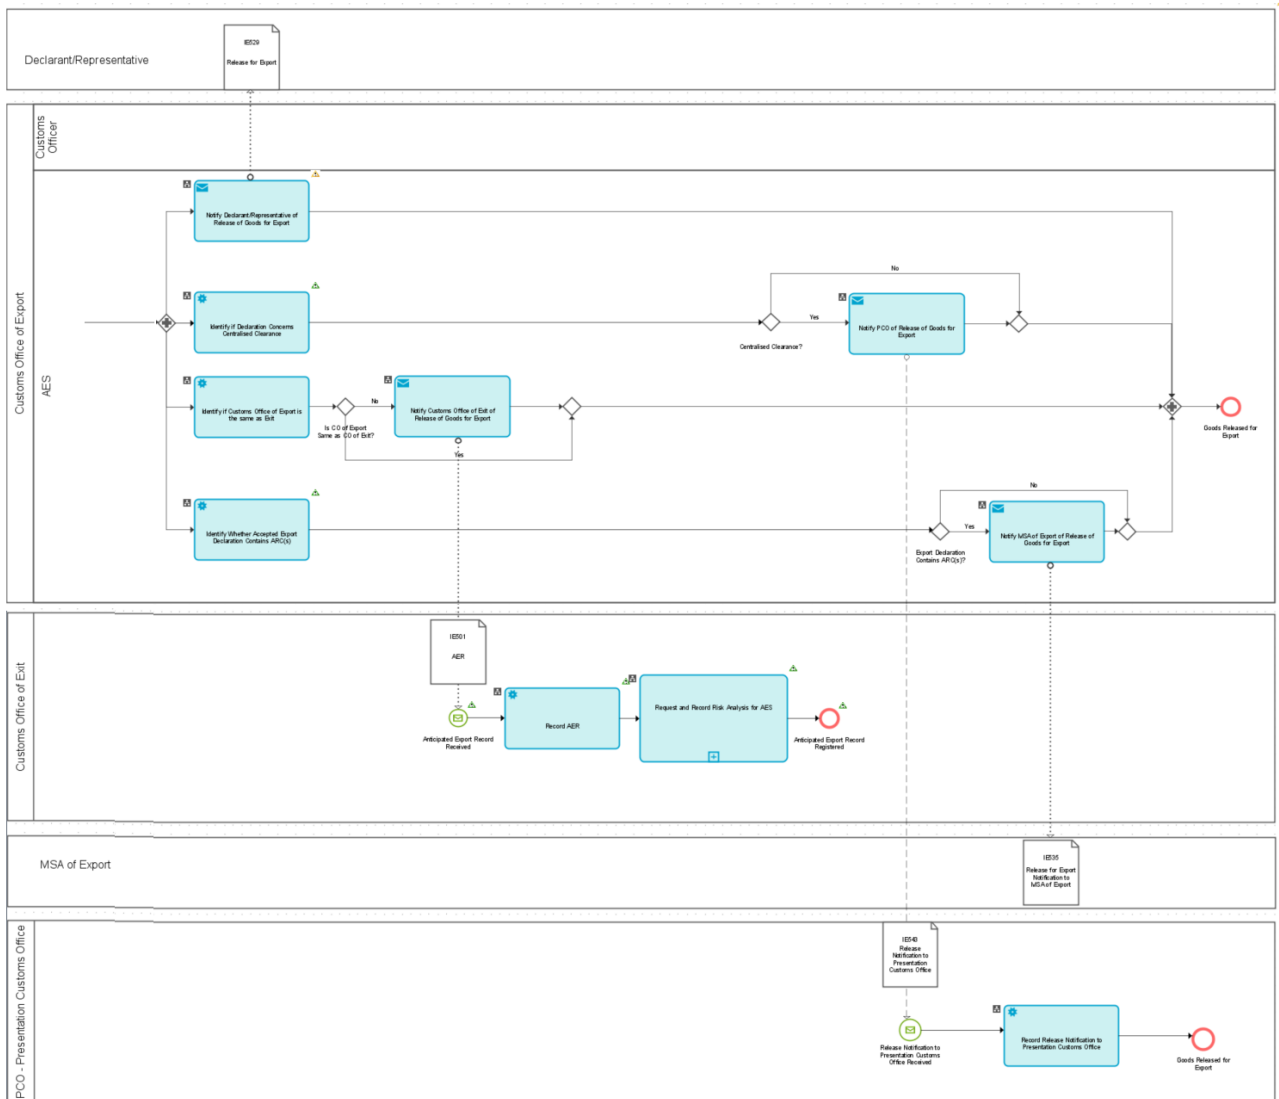 IE529
Release for Export
Declarant/Representative
Customs
Officer
Customs Office of Export
AES
Notify Declarant/Representative of
Release of Goods for Export
Identify if Declaration Concerns
Centralised Clearance
No
Centralised Clearance?
Yes
Notify PCO of Release of Goods for
Export
Identify if Customs Office of Export is
the same as Exit
Is CO of Export
Same as CO of Exit?
No
Yes
Notify Customs Office of Exit of
Release of Goods for Export
Goods Released for
Export
Identify Whether Accepted Export
Declaration Contains ARC(s)
Export Declaration
Contains ARC(s)?
No
Yes
Notify MSA of Export of Release of
Goods for Export
Customs Office of Exit
IE501
AER
Anticipated Export Record
Received
Record AER
Request and Record Risk Analysis for AES
Anticipated Export Record
Registered
MSA of Export
IE535
Release for Export
Notification to
MSA of Export
PCO - Presentation Customs Office
IE543
Release
Notification to
Presentation
Customs Office
Release Notification to
Presentation Customs
Office Received
Record Release Notification to
Presentation Customs Office
Goods Released for
Export